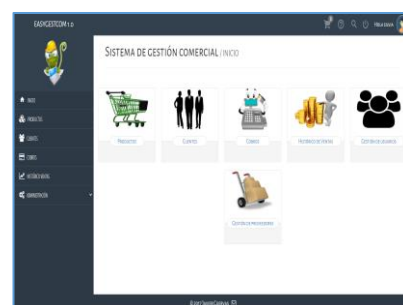 EASYGESTCOM 1.0
SISTEMA DE GESTIÓN COMERCIAL / INICIO
INICIO
PRODUCTOS
CLIENTES
COBROS
HISTÓRICO VENTAS
ADMINISTRACIÓN
PRODUCTOS
CLIENTES
COBROS
HISTÓRICO DE VENTAS
GESTIÓN DE USUARIOS
GESTIÓN DE PROVEEDORES